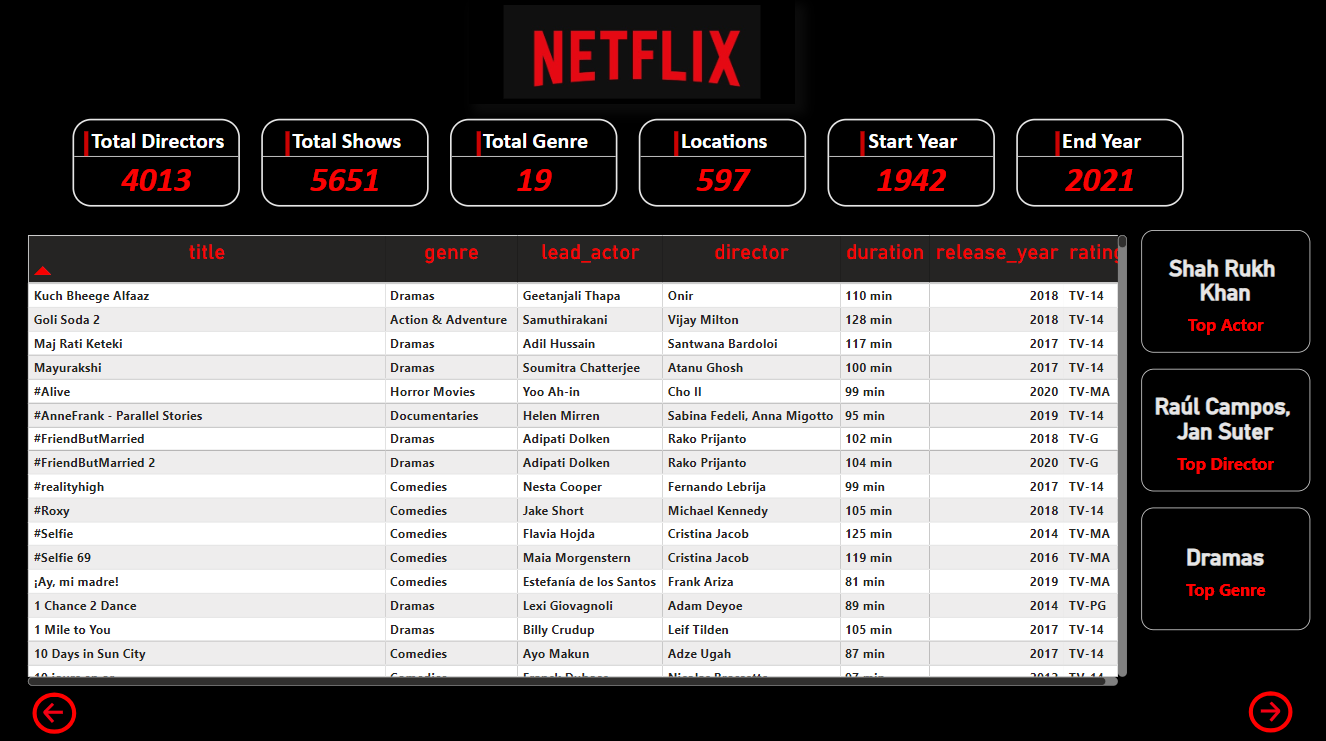 NETFLIX
Total Directors
4013
Total Shows
5651
Total Genre
19
Locations
597
Start Year
1942
End Year
2021
title genre lead_actor director duration release_year rating
Kuch Bheege Alfaaz Dramas Geetanjali Thapa Onir 110 min 2018 TV-14
Goli Soda 2 Action & Adventure Samuthirakani Vijay Milton 128 min 2018 TV-14
Maj Rati Keteki Dramas Adil Hussain Santwana Bardoloi 117 min 2017 TV-14
Mayurakshi Dramas Soumitra Chatterjee Atanu Ghosh 100 min 2017 TV-14
#Alive Horror Movies Yoo Ah-in Cho Il 99 min 2020 TV-MA
#AnneFrank - Parallel Stories Documentaries Helen Mirren Sabina Fedeli, Anna Migotto 95 min 2019 TV-14
#FriendButMarried Dramas Adipati Dolken Rako Prijanto 102 min 2018 TV-G
#FriendButMarried 2 Dramas Adipati Dolken Rako Prijanto 104 min 2020 TV-G
#realityhigh Comedies Nesta Cooper Fernando Lebrija 99 min 2017 TV-14
#Roxy Comedies Jake Short Michael Kennedy 105 min 2018 TV-14
#Selfie Comedies Flavia Hojda Cristina Jacob 125 min 2014 TV-MA
#Selfie 69 Comedies Maia Morgenstern Cristina Jacob 119 min 2016 TV-MA
¡Ay, mi madre! Comedies Estefanía de los Santos Frank Ariza 81 min 2019 TV-MA
1 Chance 2 Dance Dramas Lexi Giovagnoli Adam Deyoe 89 min 2014 TV-PG
1 Mile to You Dramas Billy Crudup Leif Tilden 105 min 2017 TV-14
10 Days in Sun City Comedies Ayo Makun Adze Ugah 87 min 2017 TV-14
Shah Rukh
Khan
Top Actor
Raúl Campos,
Jan Suter
Top Director
Dramas
Top Genre